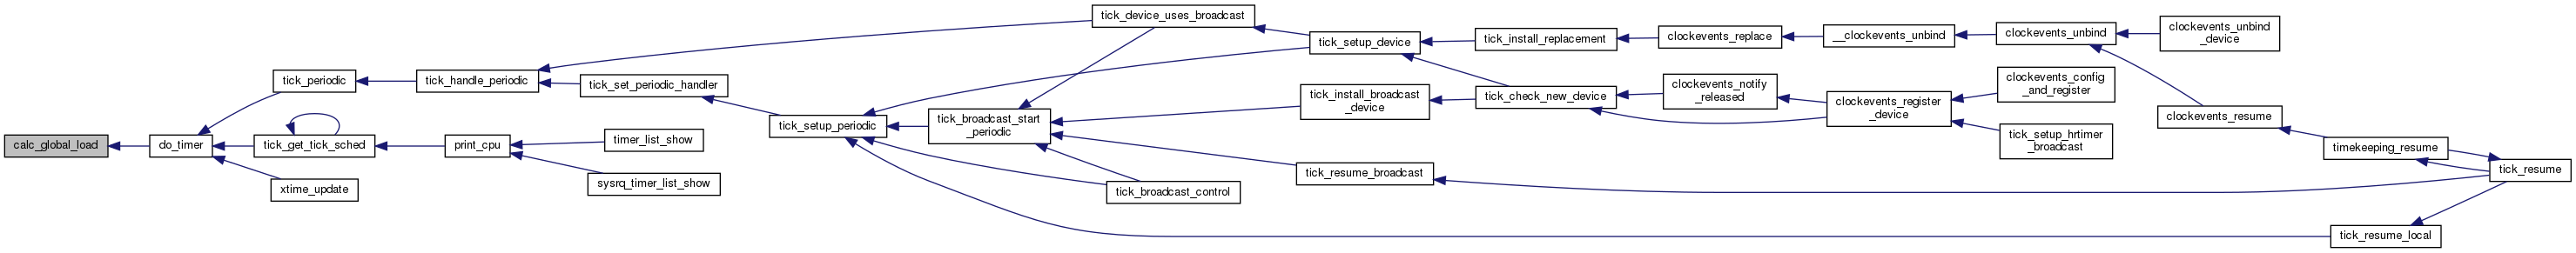 calc_global_load
do_timer
tick_periodic
tick_get_tick_sched
xtime_update
tick_handle_periodic
print_cpu
tick_set_periodic_handler
timer_list_show
sysrq_timer_list_show
tick_setup_periodic
tick_device_uses_broadcast
tick_broadcast_start
_periodic
tick_broadcast_control
tick_setup_device
tick_install_broadcast
_device
tick_resume_broadcast
tick_install_replacement
tick_check_new_device
clockevents_replace
clockevents_notify
_released
__clockevents_unbind
clockevents_register
_device
clockevents_unbind
clockevents_config
_and_register
tick_setup_hrtimer
_broadcast
clockevents_unbind
_device
clockevents_resume
timekeeping_resume
tick_resume
tick_resume_local